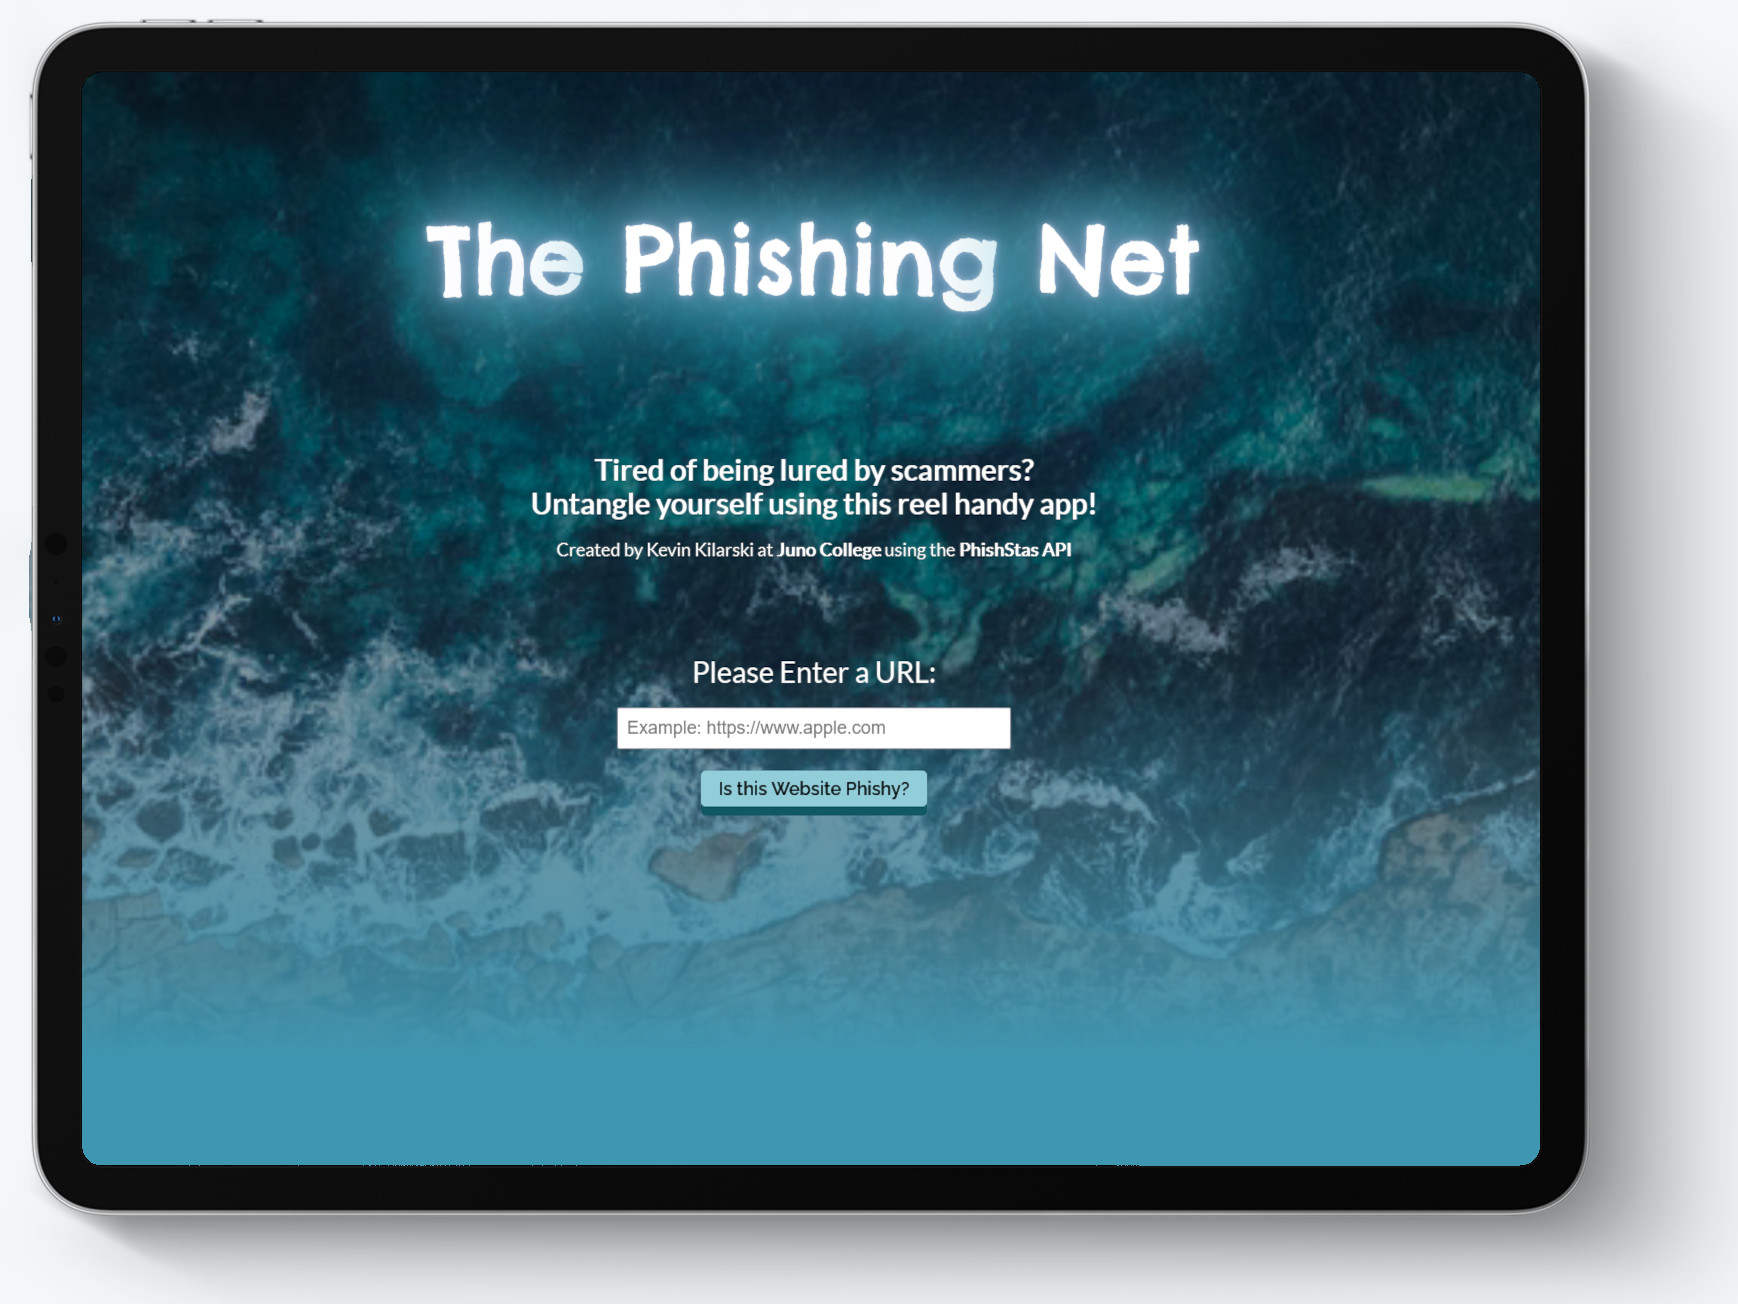 The Phishing Net
Tired of being lured by scammers?
Untangle yourself using this reel handy app!
Created by Kevin Kilarski at Juno College using the PhishStas API
Please Enter a URL:
Example: https://www.apple.com
Is this Website Phishy?